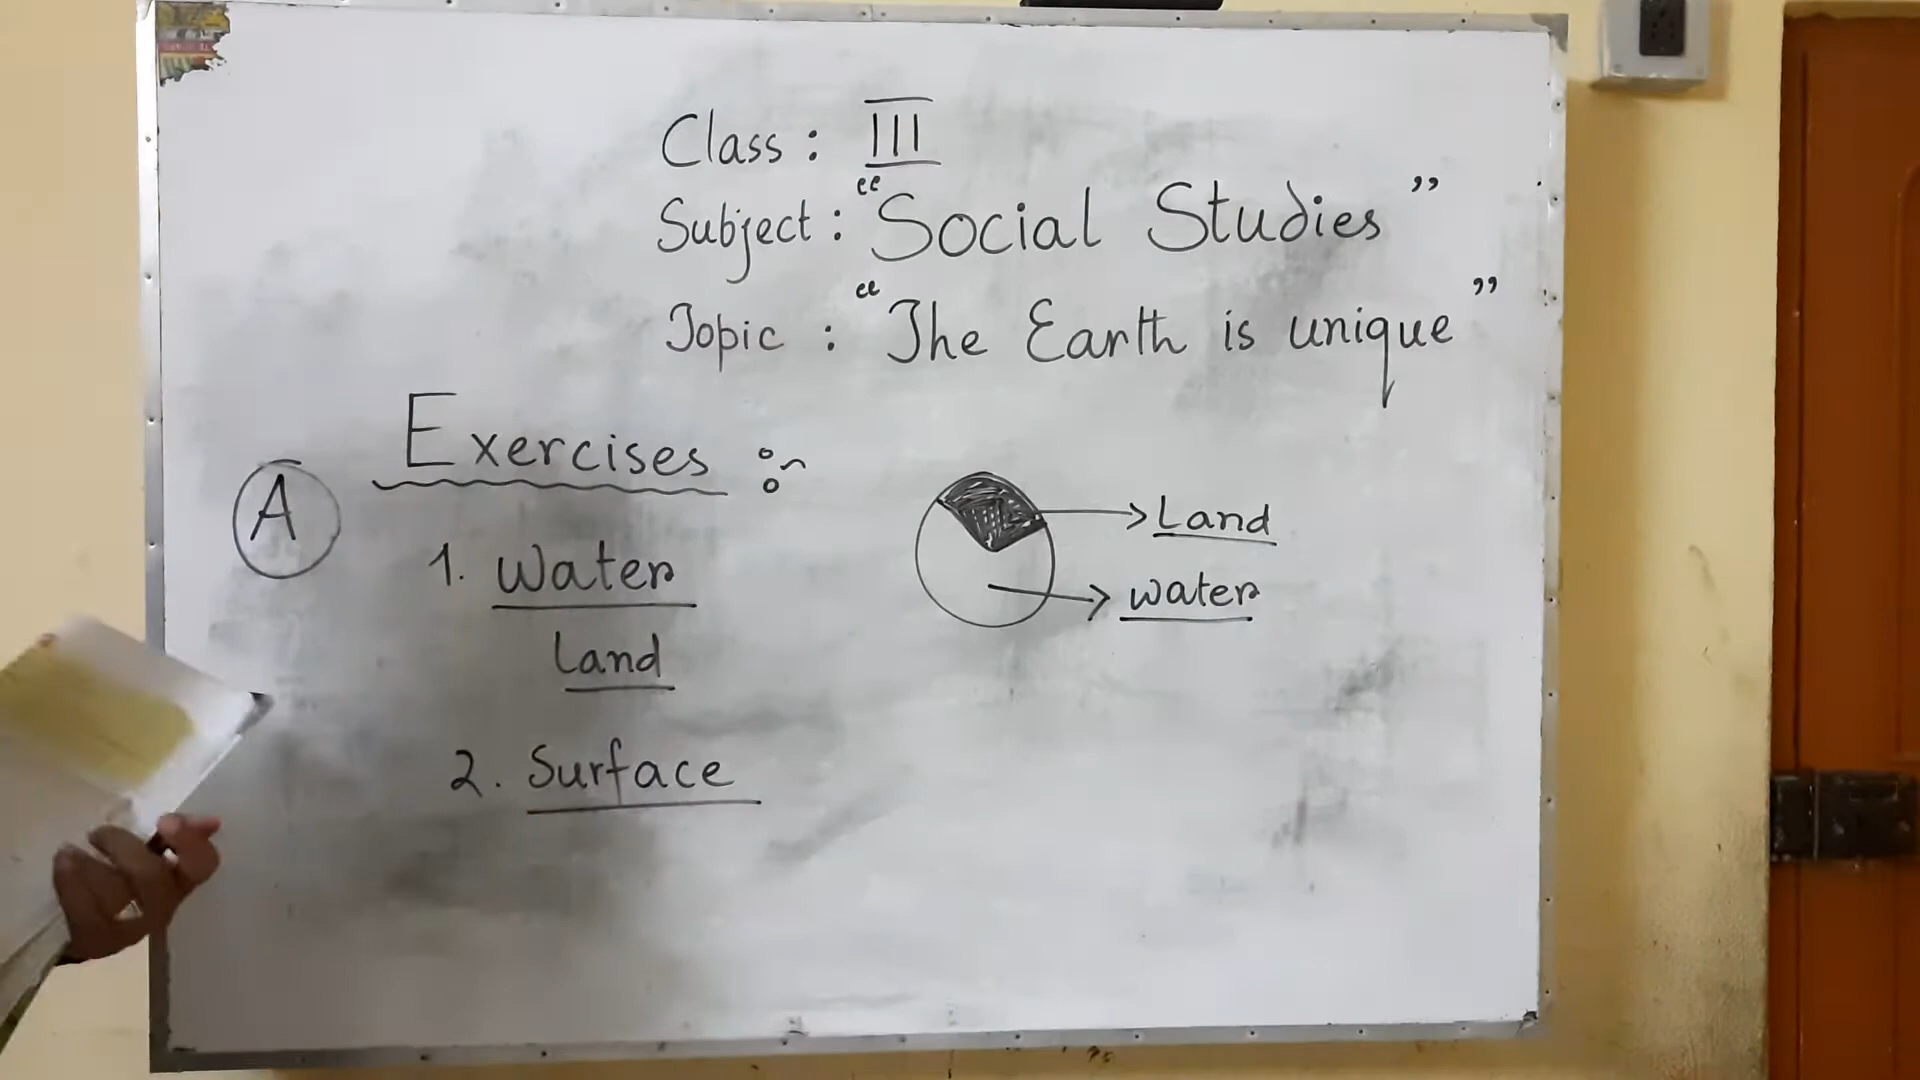 Class : III
Subject : "Social Studies"
Topic : "The Earth is unique"
Exercises :~
A
1. Water
Land
2. Surface
Land
water